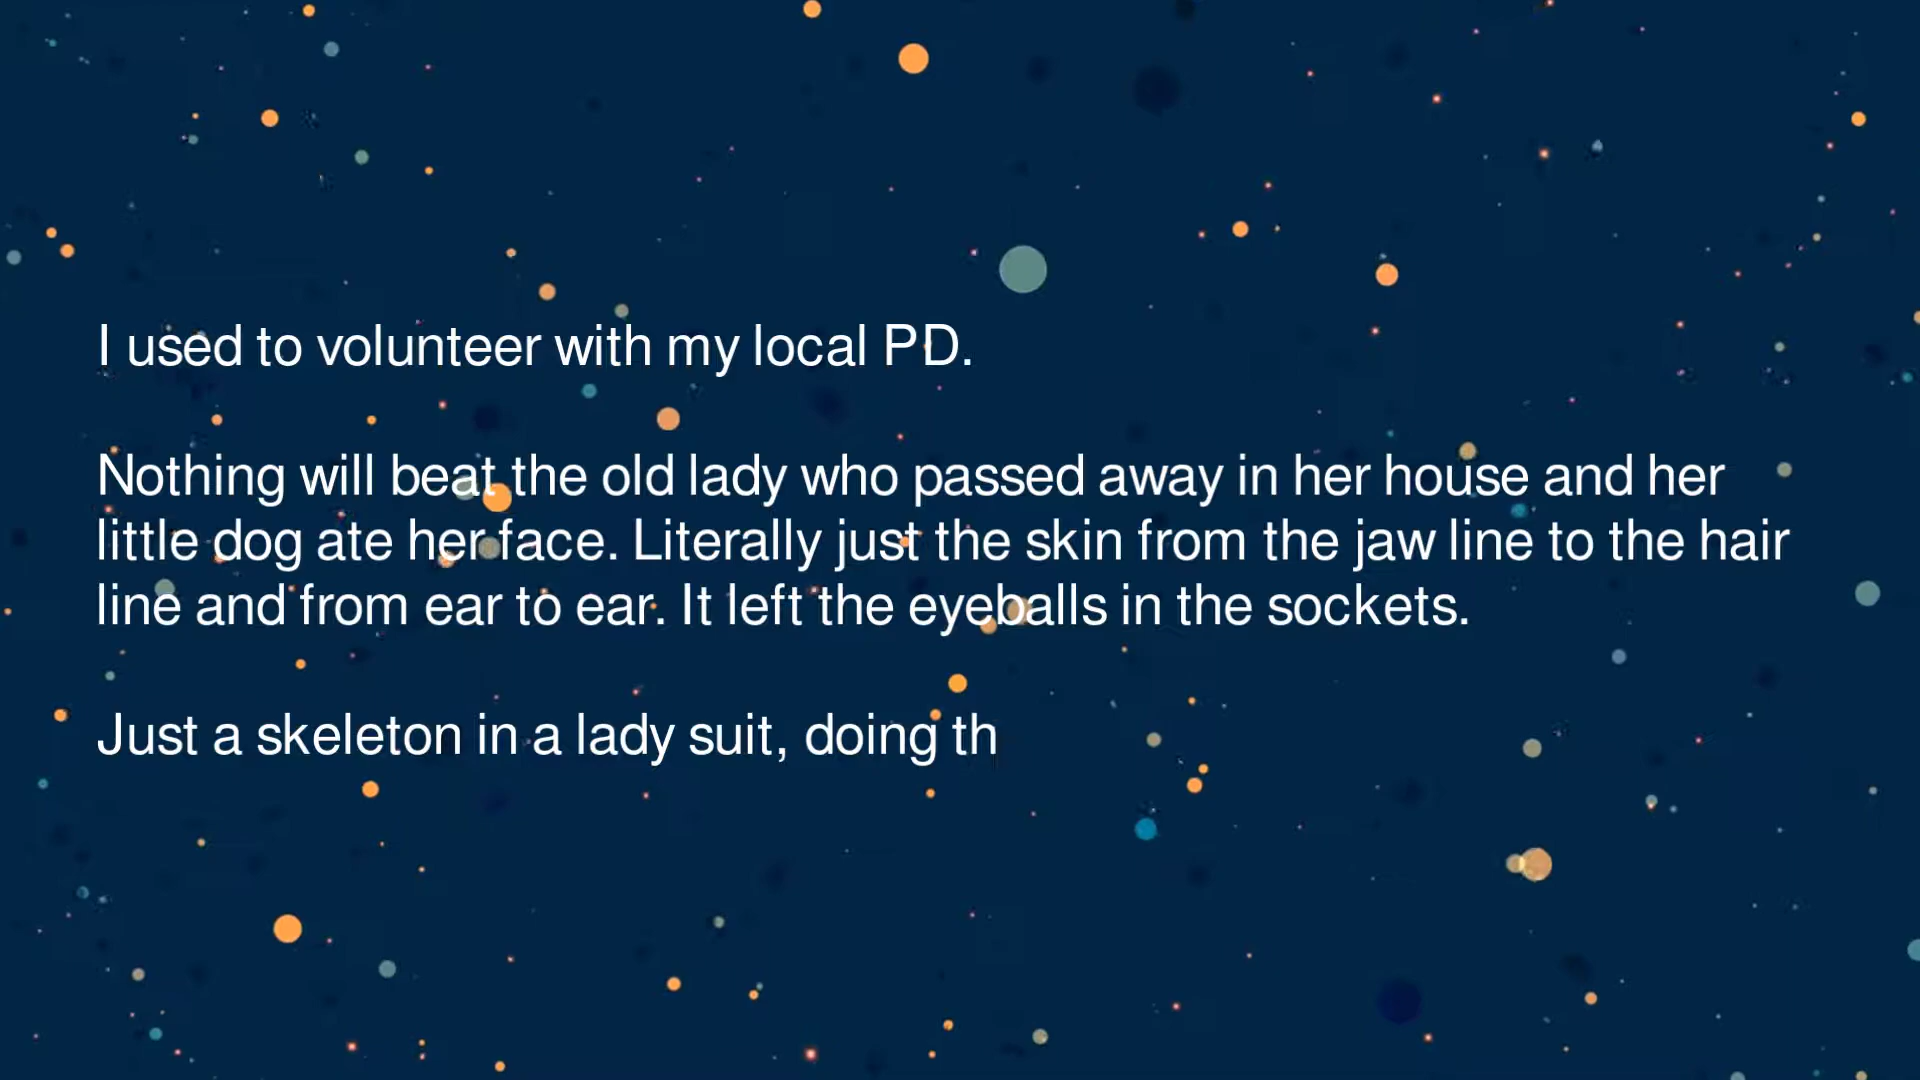 I used to volunteer with my local PD.
Nothing will beat the old lady who passed away in her house and her
little dog ate her face. Literally just the skin from the jaw line to the hair
line and from ear to ear. It left the eyeballs in the sockets.
Just a skeleton in a lady suit, doing th